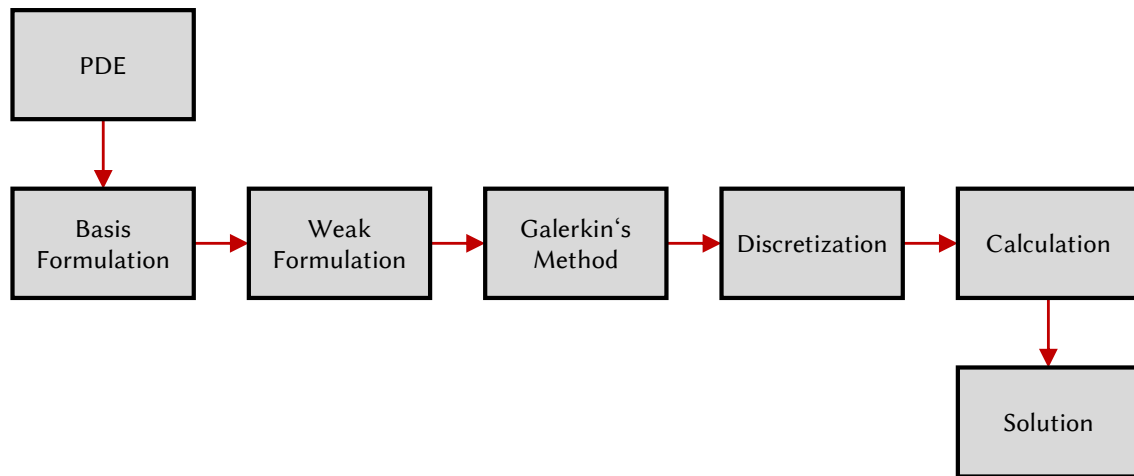 PDE
Basis
Formulation
Weak
Formulation
Galerkin‘s
Method
Discretization
Calculation
Solution